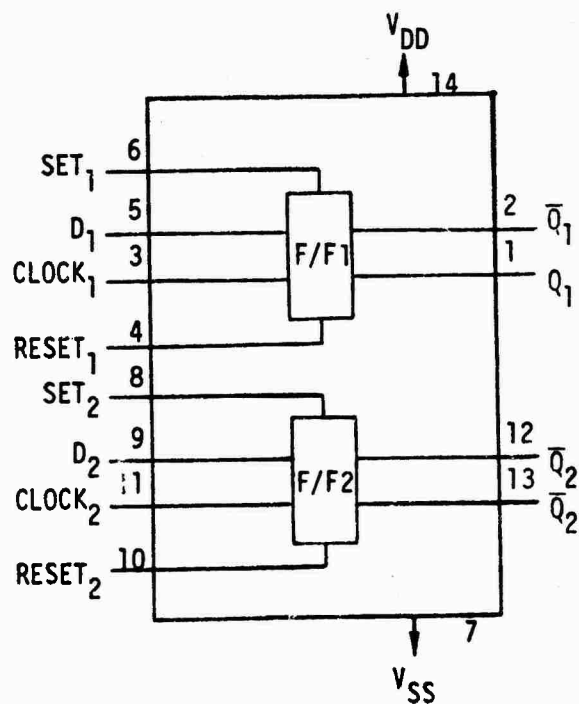 V_DD
14
SET_1
6
D_1
5
2
Q̅_1
CLOCK_1
3
1
Q_1
F/F1
RESET_1
4
SET_2
8
D_2
9
12
Q̅_2
CLOCK_2
11
13
Q̅_2
F/F2
RESET_2
10
7
V_SS